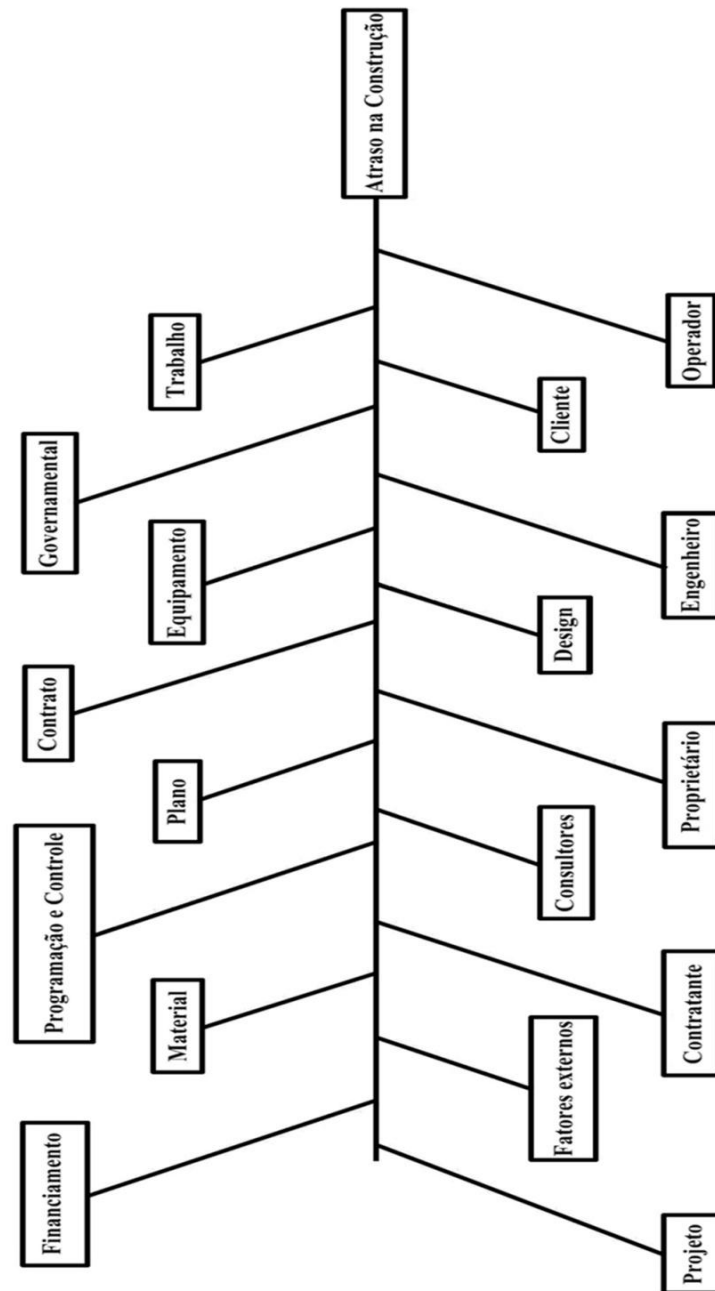 Financiamento
Programação e Controle
Contrato
Governamental
Material
Plano
Equipamento
Trabalho
Atraso na Construção
Fatores externos
Consultores
Design
Cliente
Projeto
Contratante
Proprietário
Engenheiro
Operador